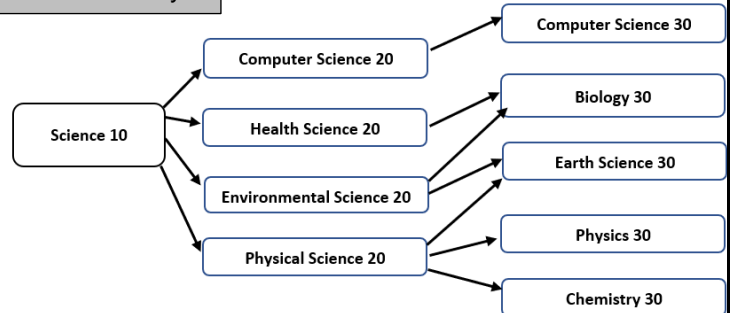 Computer Science 30
Computer Science 20
Biology 30
Health Science 20
Science 10
Earth Science 30
Environmental Science 20
Physics 30
Physical Science 20
Chemistry 30